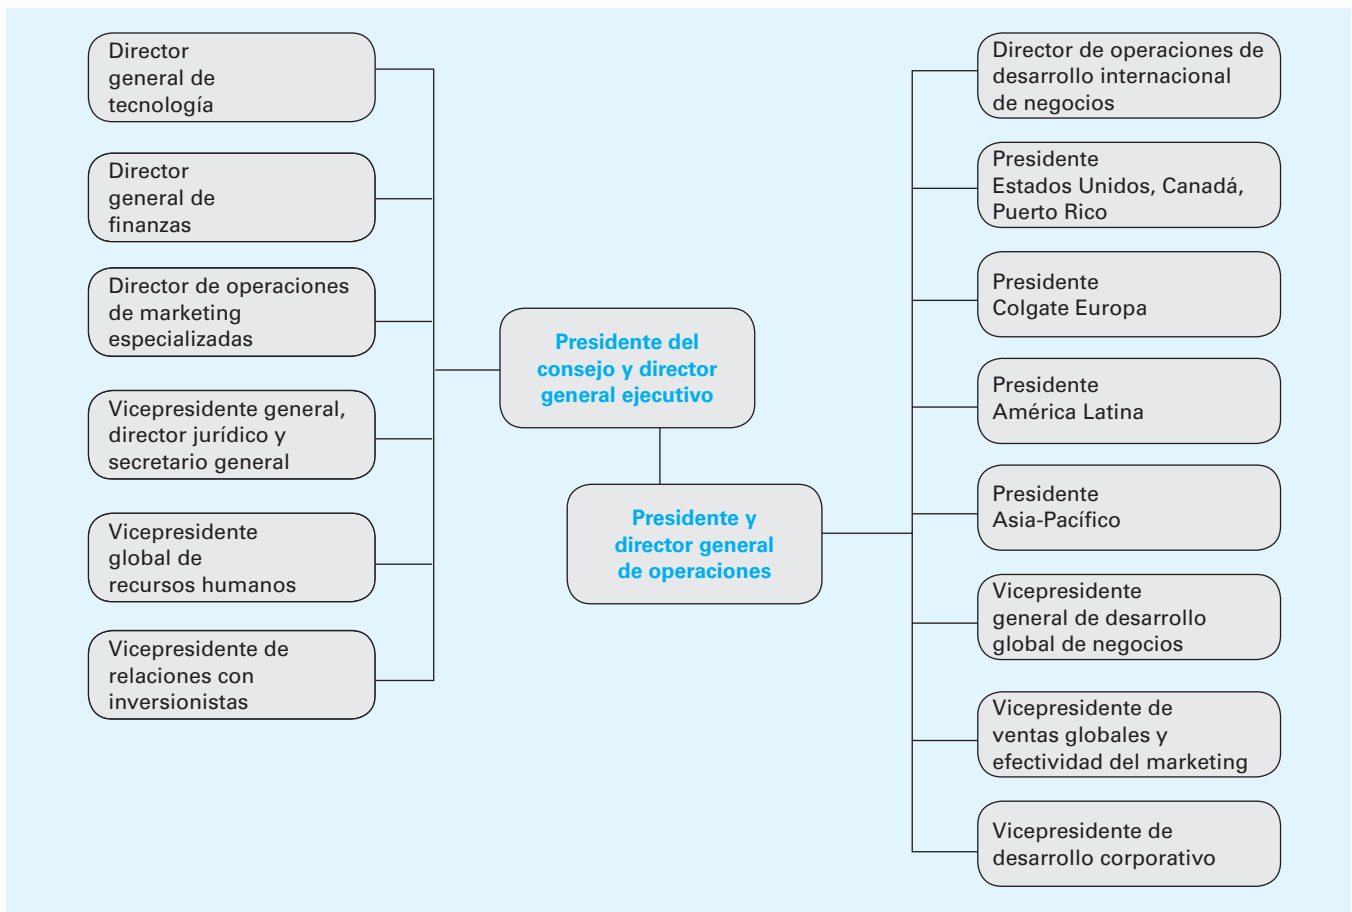 Director
general de
tecnología
Director
general de
finanzas
Director de operaciones
de marketing
especializadas
Vicepresidente general,
director jurídico y
secretario general
Vicepresidente
global de
recursos humanos
Vicepresidente de
relaciones con
inversionistas
Presidente del
consejo y director
general ejecutivo
Presidente y
director general
de operaciones
Director de operaciones de
desarrollo internacional
de negocios
Presidente
Estados Unidos, Canadá,
Puerto Rico
Presidente
Colgate Europa
Presidente
América Latina
Presidente
Asia-Pacífico
Vicepresidente
general de desarrollo
global de negocios
Vicepresidente de
ventas globales y
efectividad del marketing
Vicepresidente de
desarrollo corporativo